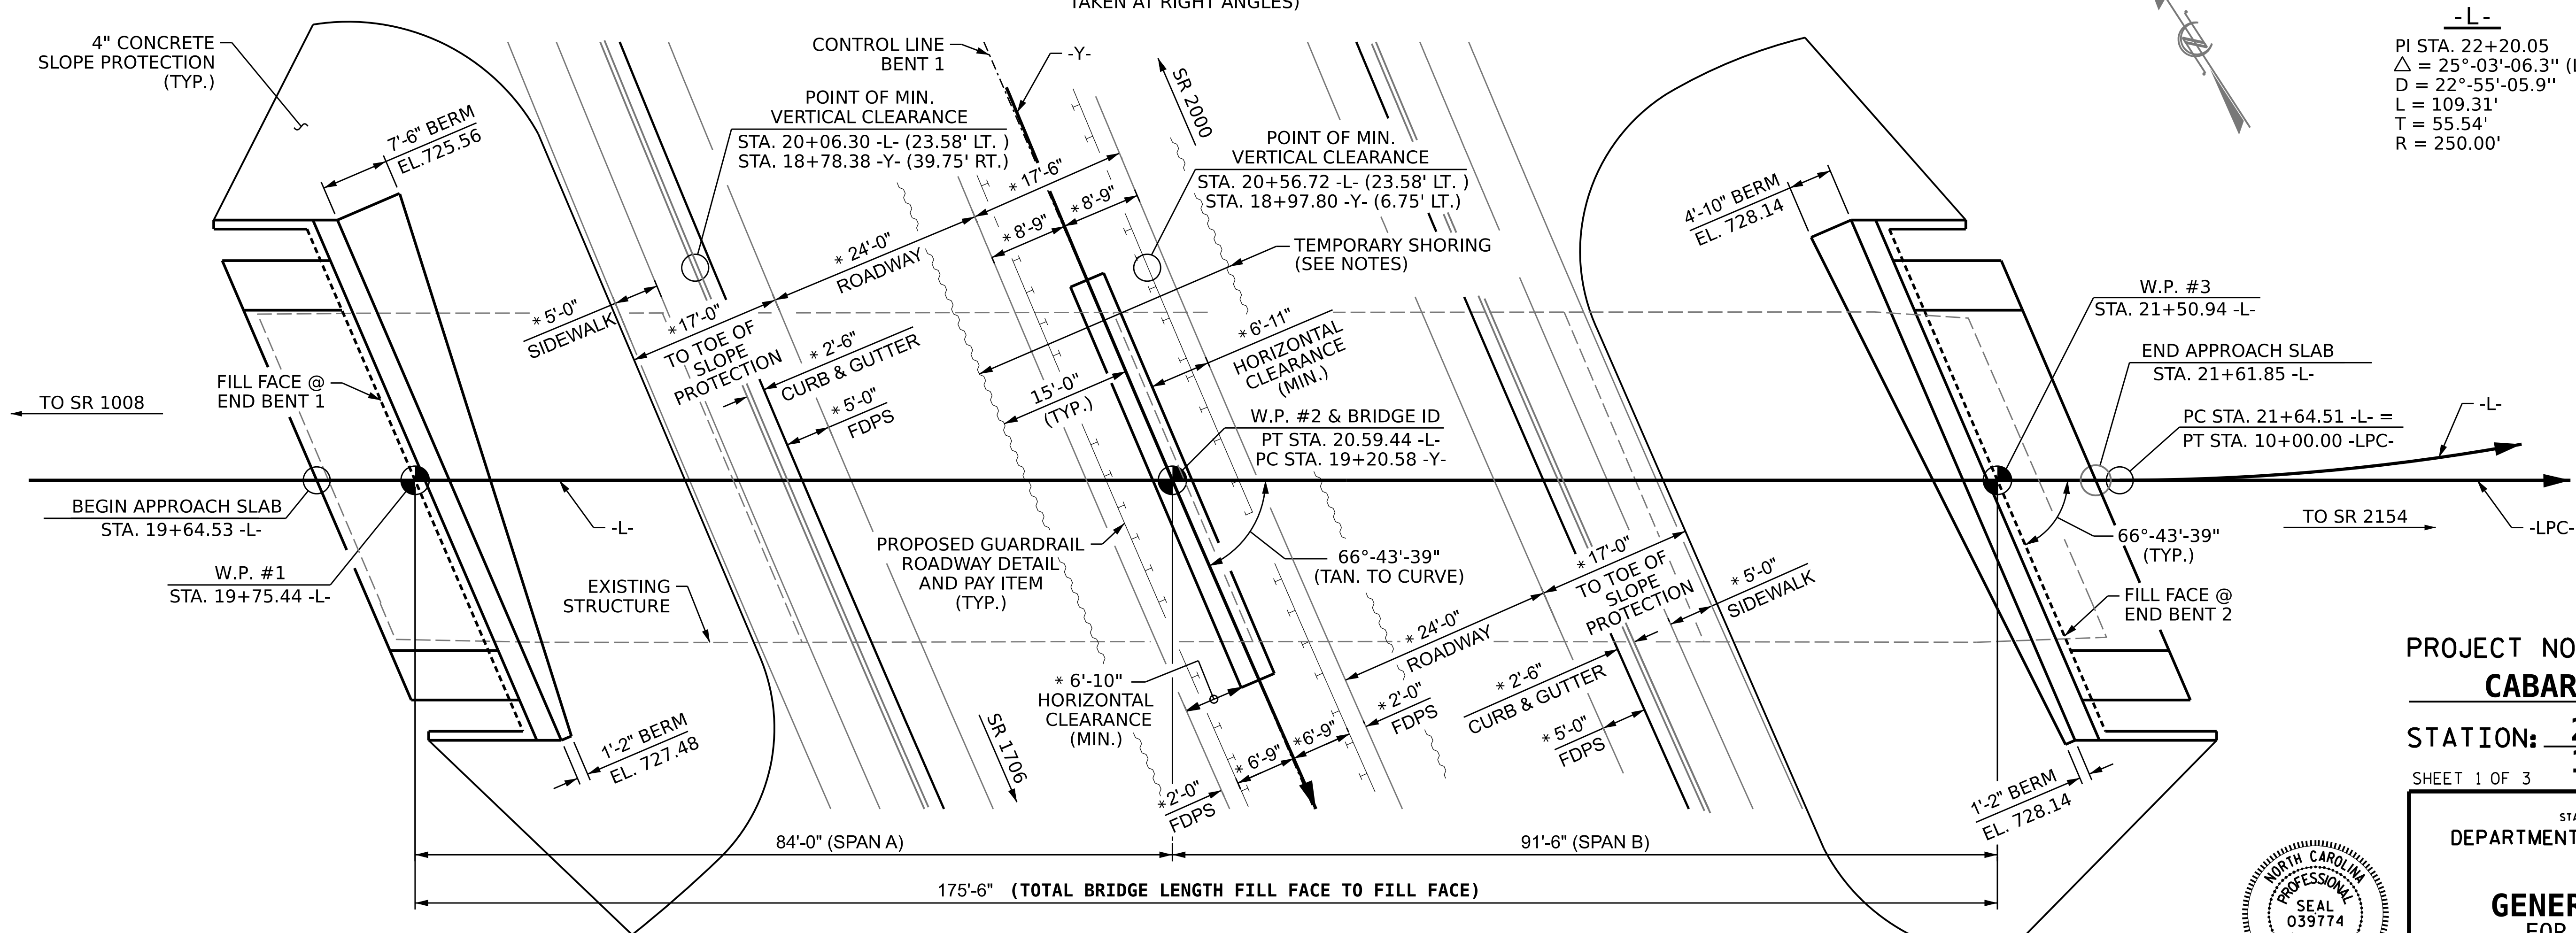 TAKEN AT RIGHT ANGLES)
4" CONCRETE
SLOPE PROTECTION
(TYP.)
7'-6" BERM
EL.725.56
CONTROL LINE
BENT 1
-Y-
SR 2000
POINT OF MIN.
VERTICAL CLEARANCE
STA. 20+06.30 -L- (23.58' LT. )
STA. 18+78.38 -Y- (39.75' RT.)
POINT OF MIN.
VERTICAL CLEARANCE
STA. 20+56.72 -L- (23.58' LT. )
STA. 18+97.80 -Y- (6.75' LT.)
-L-
PI STA. 22+20.05
△ = 25°-03'-06.3''
D = 22°-55'-05.9''
L = 109.31'
T = 55.54'
R = 250.00'
* 17'-6"
* 8'-9"
* 8'-9"
* 24'-0"
ROADWAY
TEMPORARY SHORING
(SEE NOTES)
4'-10" BERM
EL. 728.14
* 5'-0"
SIDEWALK
* 17'-0"
TO TOE OF
SLOPE
PROTECTION
* 2'-6"
CURB & GUTTER
* 5'-0"
FDPS
15'-0"
(TYP.)
* 6'-11"
HORIZONTAL
CLEARANCE
(MIN.)
W.P. #3
STA. 21+50.94 -L-
END APPROACH SLAB
STA. 21+61.85 -L-
FILL FACE @
END BENT 1
TO SR 1008
W.P. #2 & BRIDGE ID
PT STA. 20.59.44 -L-
PC STA. 19+20.58 -Y-
PC STA. 21+64.51 -L- =
PT STA. 10+00.00 -LPC-
-L-
BEGIN APPROACH SLAB
STA. 19+64.53 -L-
-L-
TO SR 2154
-LPC-
W.P. #1
STA. 19+75.44 -L-
EXISTING
STRUCTURE
PROPOSED GUARDRAIL
ROADWAY DETAIL
AND PAY ITEM
(TYP.)
66°-43'-39"
(TAN. TO CURVE)
* 17'-0"
TO TOE OF
SLOPE
PROTECTION
* 5'-0"
SIDEWALK
66°-43'-39"
(TYP.)
FILL FACE @
END BENT 2
* 24'-0"
ROADWAY
* 6'-10"
HORIZONTAL
CLEARANCE
(MIN.)
* 2'-6"
CURB & GUTTER
* 2'-0"
FDPS
* 5'-0"
FDPS
1'-2" BERM
EL. 727.48
SR 1706
* 6'-9"
*6'-9"
*2'-0"
FDPS
1'-2" BERM
EL. 728.14
84'-0" (SPAN A)
91'-6" (SPAN B)
175'-6" (TOTAL BRIDGE LENGTH FILL FACE TO FILL FACE)
PROJECT NO
CABAR
STATION:
SHEET 1 OF 3
STA
DEPARTMENT
GENER
FOR
NORTH CAROLINA
PROFESSIONAL
SEAL
039774